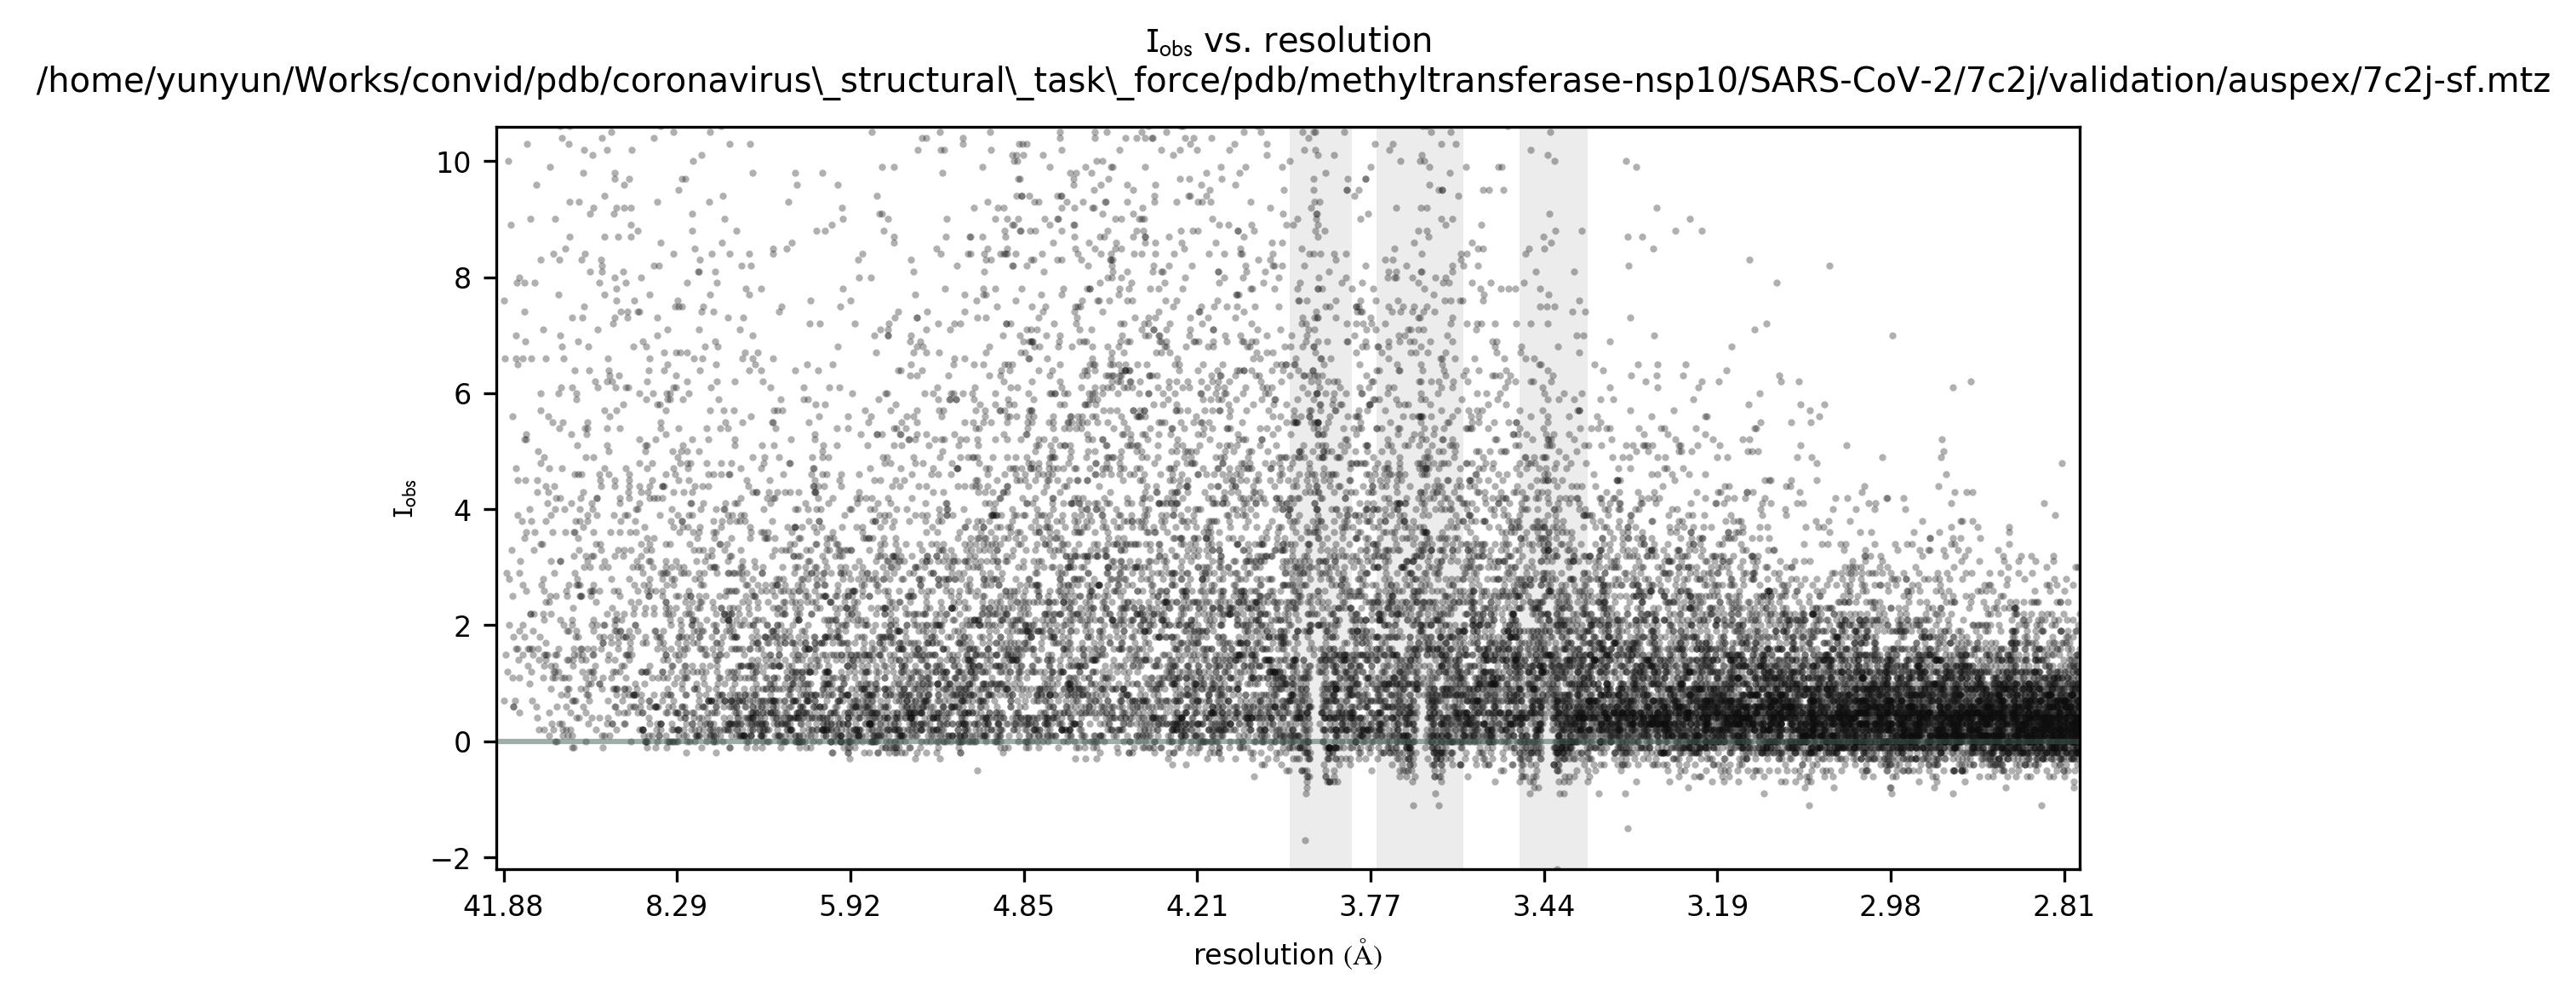 Iobs vs. resolution
/home/yunyun/Works/convid/pdb/coronavirus\_structural\_task\_force/pdb/methyltransferase-nsp10/SARS-CoV-2/7c2j/validation/auspex/7c2j-sf.mtz
10
8
6
4
2
0
−2
Iobs
41.88 8.29 5.92 4.85 4.21 3.77 3.44 3.19 2.98 2.81
resolution (Å)